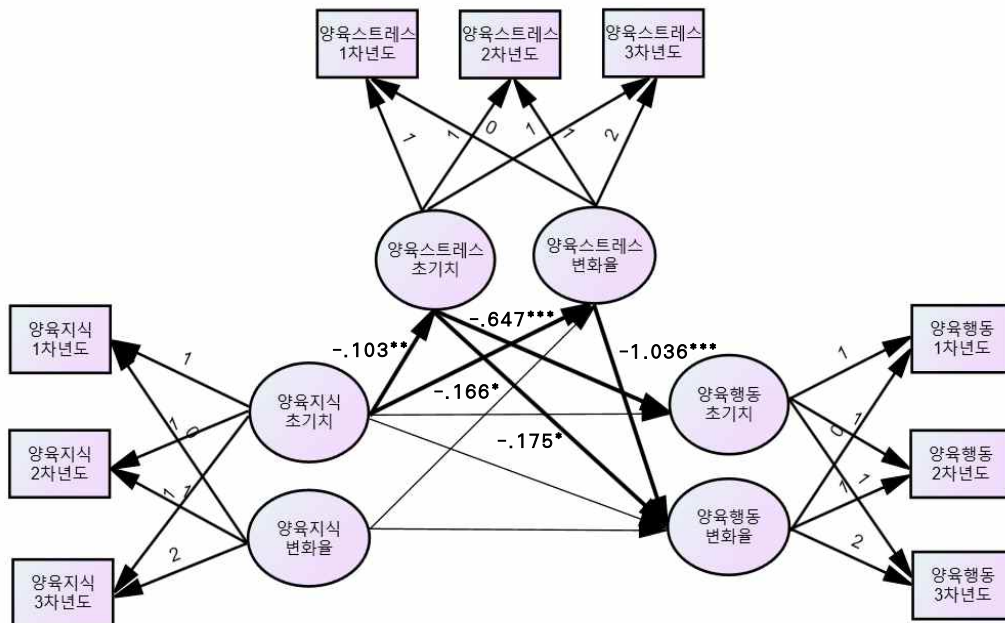 양육스트레스
1차년도
양육스트레스
2차년도
양육스트레스
3차년도
1
1
0
1
1
2
양육스트레스
초기치
양육스트레스
변화율
-.647***
-.103**
-1.036***
-.166*
-.175*
양육지식
1차년도
양육지식
2차년도
양육지식
3차년도
1
1
0
1
1
2
양육지식
초기치
양육지식
변화율
양육행동
초기치
양육행동
변화율
1
1
0
1
1
2
양육행동
1차년도
양육행동
2차년도
양육행동
3차년도